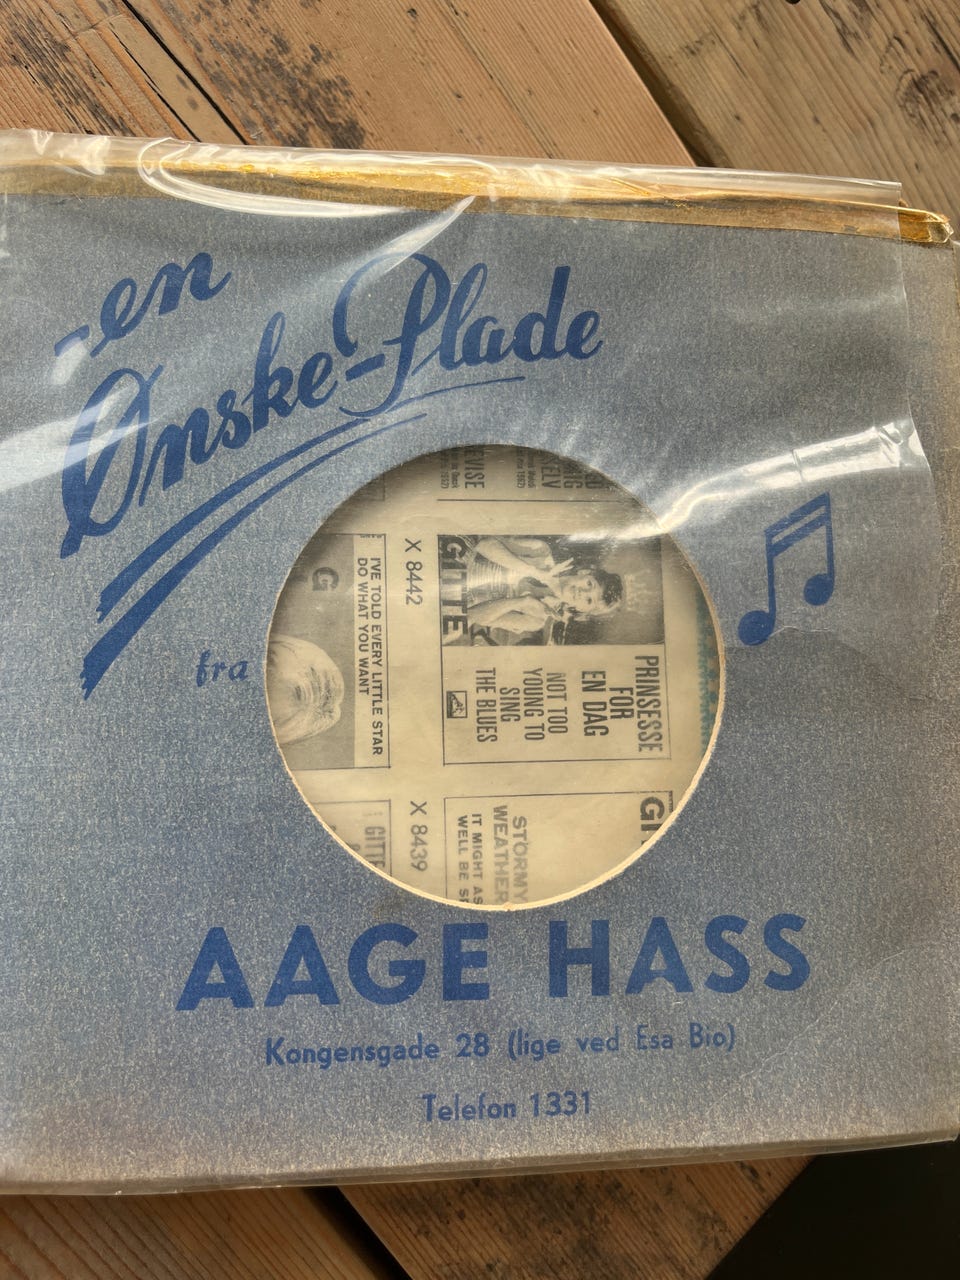 -en
Ønske-Plade
fra
X 8442
GITTE
PRINSESSE
FOR
EN DAG
NOT TOO
YOUNG TO
SING
THE BLUES
I'VE TOLD EVERY LITTLE STAR
DO WHAT YOU WANT
G
X 8439
STORMY
WEATHER
IT MIGHT AS
WELL BE
AAGE HASS
Kongensgade 28 (lige ved Esa Bio)
Telefon 1331